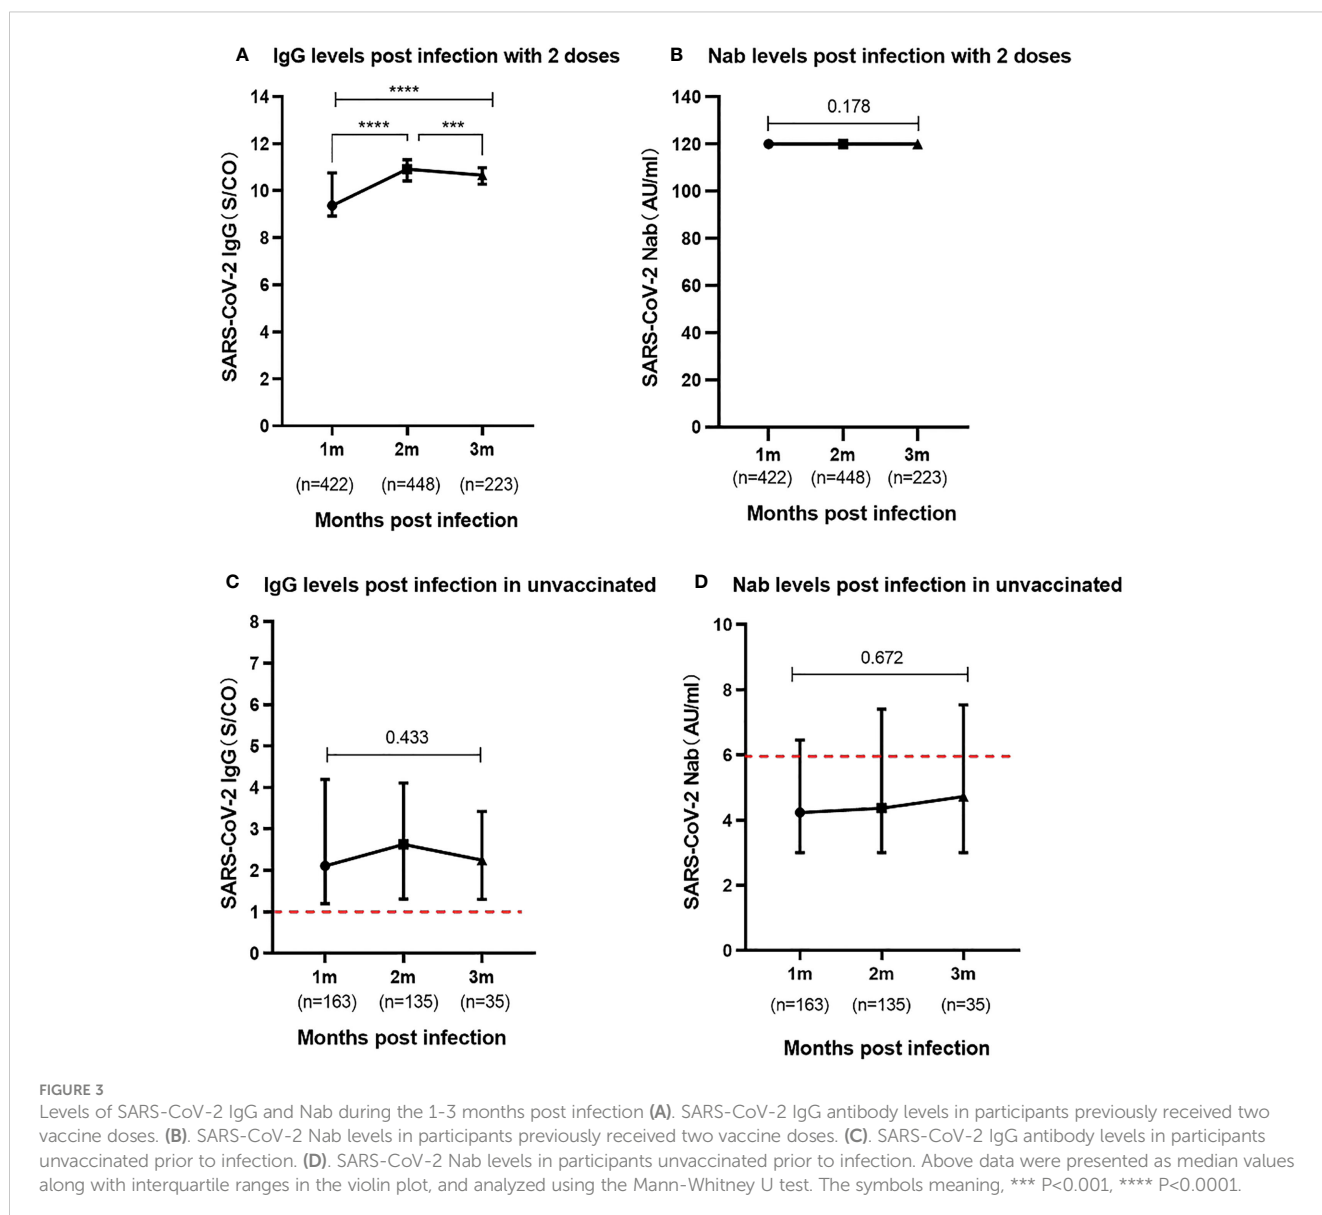 A IgG levels post infection with 2 doses
SARS-CoV-2 IgG（S/CO)
14
12
10
8
6
4
2
0
****
**** ***
1m 2m 3m
(n=422) (n=448) (n=223)
Months post infection
B Nab levels post infection with 2 doses
SARS-CoV-2 Nab（AU/ml)
140
120
100
80
60
40
20
0
0.178
1m 2m 3m
(n=422) (n=448) (n=223)
Months post infection
C IgG levels post infection in unvaccinated
SARS-CoV-2 IgG（S/CO)
8
7
6
5
4
3
2
1
0
0.433
1m 2m 3m
(n=163) (n=135) (n=35)
Months post infection
D Nab levels post infection in unvaccinated
SARS-CoV-2 Nab（AU/ml)
10
8
6
4
2
0
0.672
1m 2m 3m
(n=163) (n=135) (n=35)
Months post infection
FIGURE 3
Levels of SARS-CoV-2 IgG and Nab during the 1-3 months post infection (A). SARS-CoV-2 IgG antibody levels in participants previously received two
vaccine doses. (B). SARS-CoV-2 Nab levels in participants previously received two vaccine doses. (C). SARS-CoV-2 IgG antibody levels in participants
unvaccinated prior to infection. (D). SARS-CoV-2 Nab levels in participants unvaccinated prior to infection. Above data were presented as median values
along with interquartile ranges in the violin plot, and analyzed using the Mann-Whitney U test. The symbols meaning, *** P<0.001, **** P<0.0001.